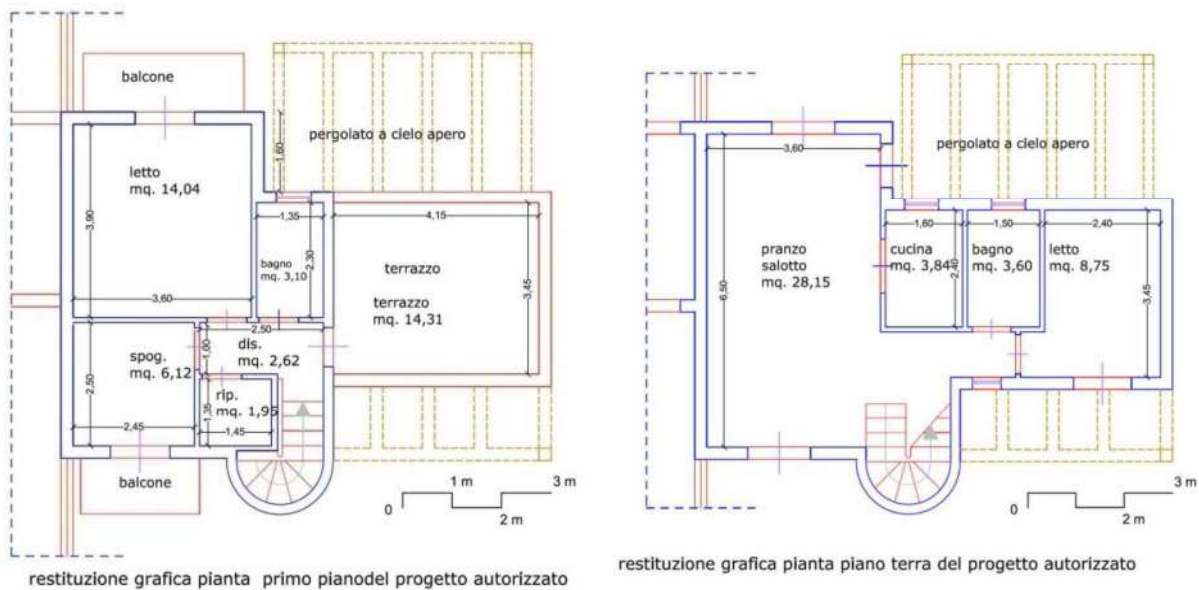 balcone
pergolato a cielo apero
1,60
letto
mq. 14,04
3,90
3,60
1,35
bagno
mq. 3,10
2,30
4,15
terrazzo
terrazzo
mq. 14,31
3,45
2,50
dis.
mq. 2,62
1,00
spog.
mq. 6,12
2,50
2,45
rip.
mq. 1,95
1,35
1,45
balcone
0
1 m
2 m
3 m
restituzione grafica pianta primo pianodel progetto autorizzato
pergolato a cielo apero
3,60
pranzo
salotto
mq. 28,15
6,50
1,60
cucina
mq. 3,84
2,40
1,50
bagno
mq. 3,60
2,40
letto
mq. 8,75
3,45
0
1 m
2 m
3 m
restituzione grafica pianta piano terra del progetto autorizzato